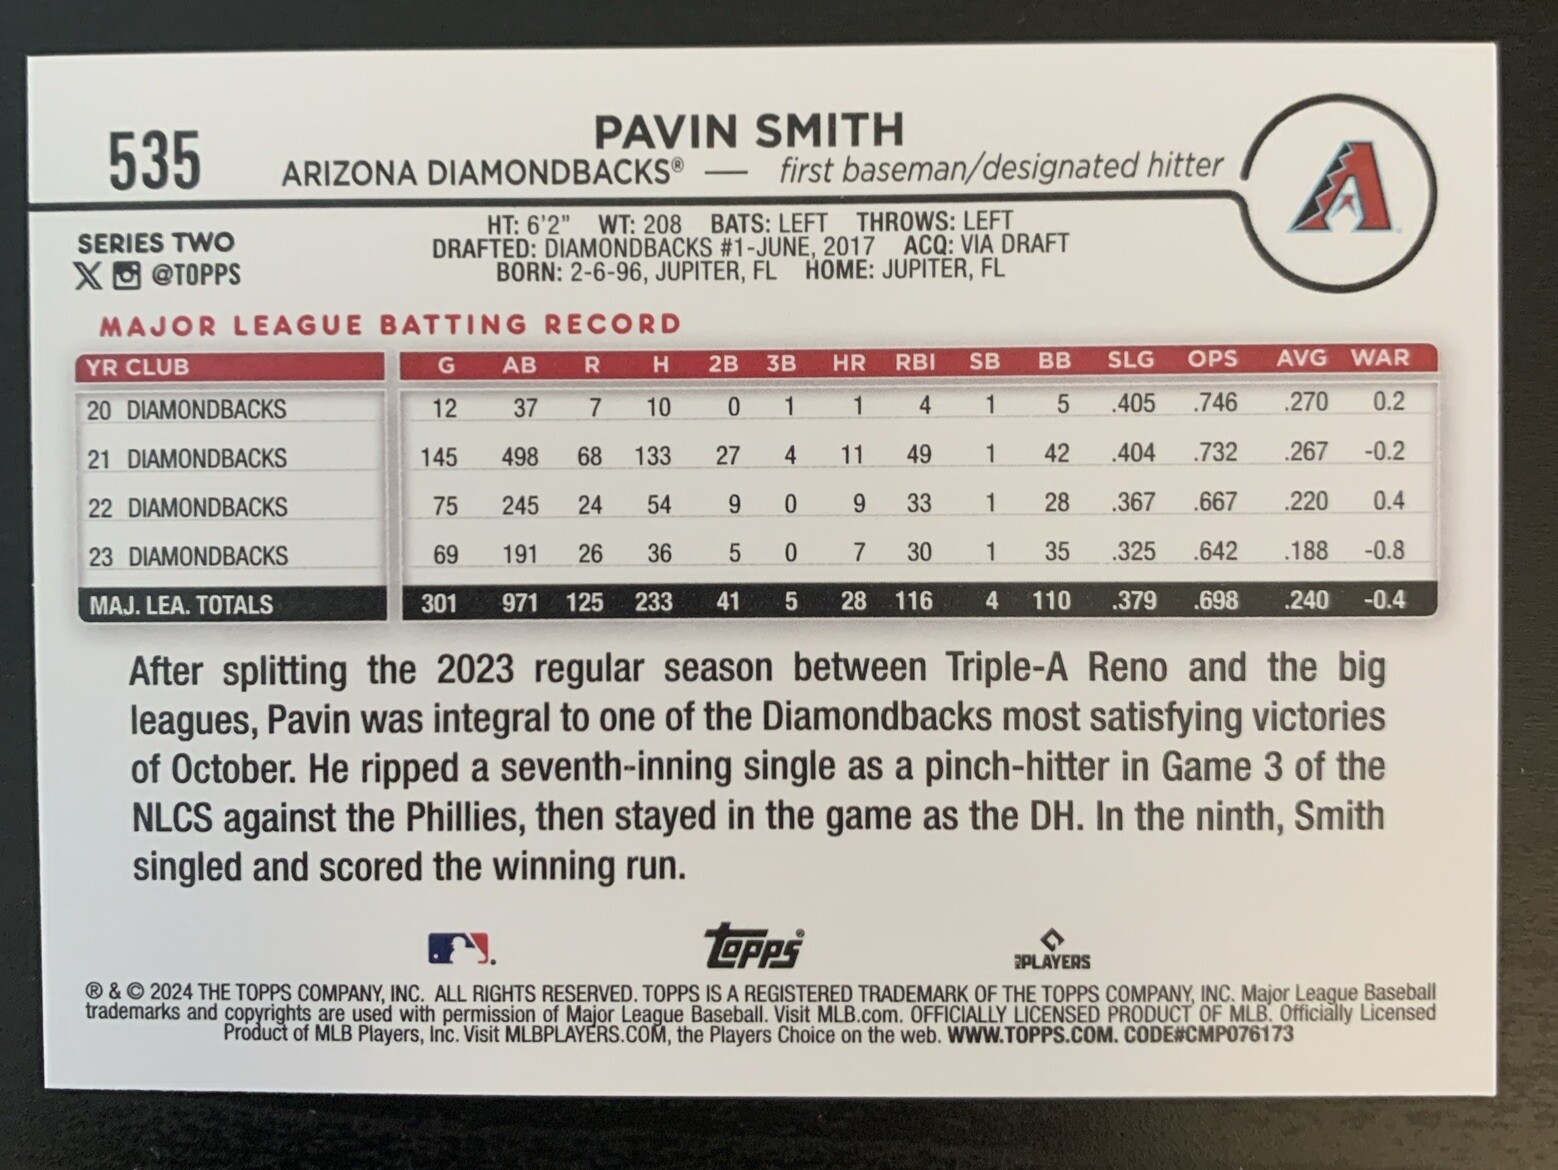 535
PAVIN SMITH
ARIZONA DIAMONDBACKS® — first baseman/designated hitter
A
SERIES TWO
X @TOPPS
HT: 6'2" WT: 208 BATS: LEFT THROWS: LEFT
DRAFTED: DIAMONDBACKS #1-JUNE, 2017 ACQ: VIA DRAFT
BORN: 2-6-96, JUPITER, FL HOME: JUPITER, FL
MAJOR LEAGUE BATTING RECORD
YR CLUB G AB R H 2B 3B HR RBI SB BB SLG OPS AVG WAR
20 DIAMONDBACKS 12 37 7 10 0 1 1 4 1 5 .405 .746 .270 0.2
21 DIAMONDBACKS 145 498 68 133 27 4 11 49 1 42 .404 .732 .267 -0.2
22 DIAMONDBACKS 75 245 24 54 9 0 9 33 1 28 .367 .667 .220 0.4
23 DIAMONDBACKS 69 191 26 36 5 0 7 30 1 35 .325 .642 .188 -0.8
MAJ. LEA. TOTALS 301 971 125 233 41 5 28 116 4 110 .379 .698 .240 -0.4
After splitting the 2023 regular season between Triple-A Reno and the big
leagues, Pavin was integral to one of the Diamondbacks most satisfying victories
of October. He ripped a seventh-inning single as a pinch-hitter in Game 3 of the
NLCS against the Phillies, then stayed in the game as the DH. In the ninth, Smith
singled and scored the winning run.
Topps®
MLBPLAYERS
® & © 2024 THE TOPPS COMPANY, INC. ALL RIGHTS RESERVED. TOPPS IS A REGISTERED TRADEMARK OF THE TOPPS COMPANY, INC. Major League Baseball
trademarks and copyrights are used with permission of Major League Baseball. Visit MLB.com. OFFICIALLY LICENSED PRODUCT OF MLB. Officially Licensed
Product of MLB Players, Inc. Visit MLBPLAYERS.COM, the Players Choice on the web. WWW.TOPPS.COM. CODE#CMP076173